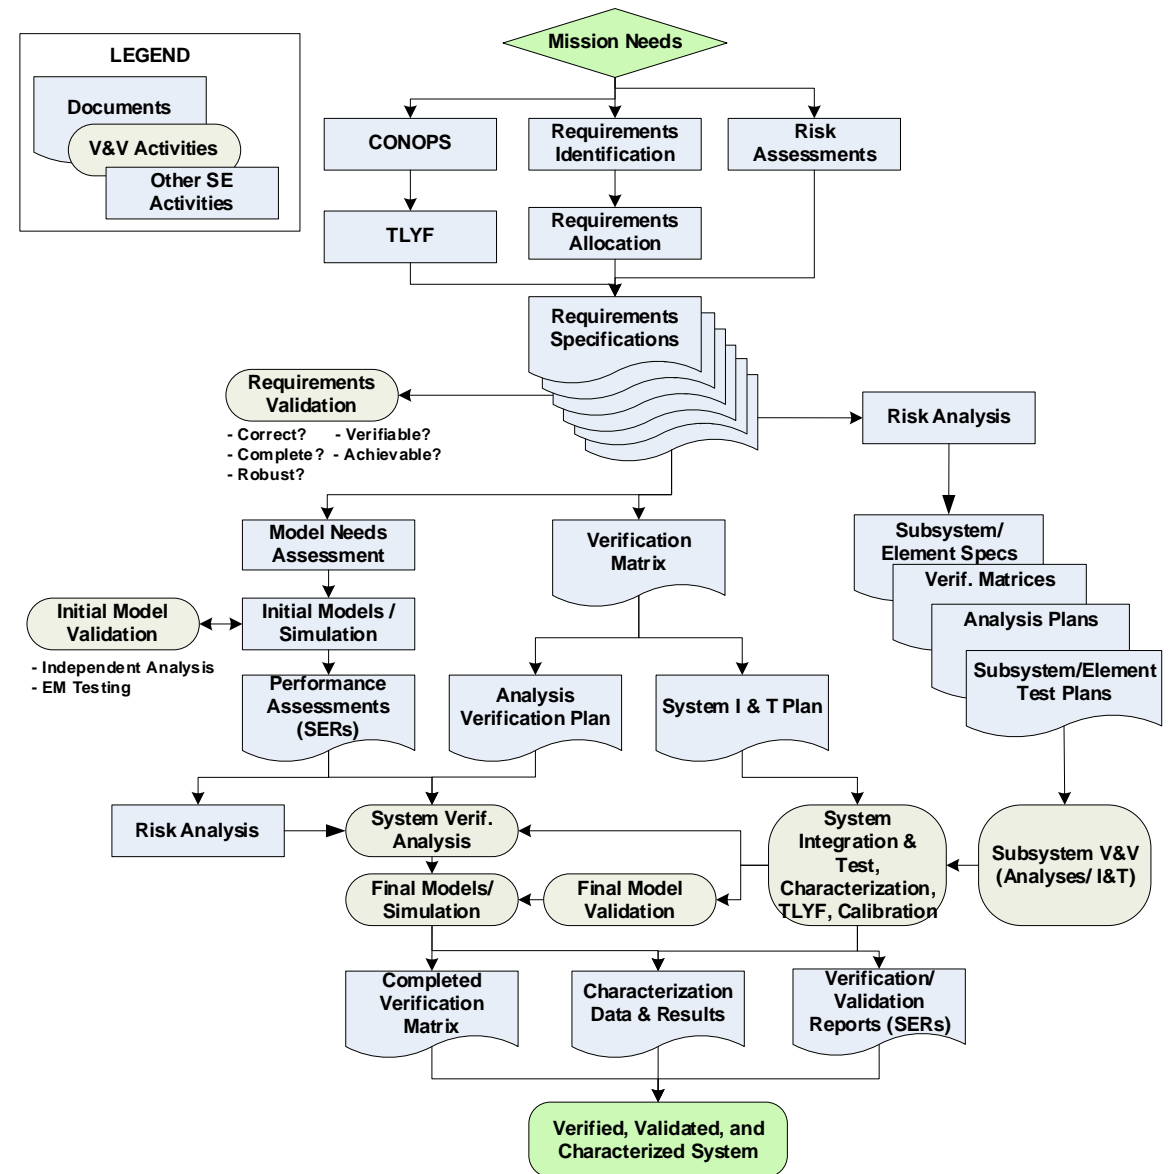 Mission Needs
LEGEND
Documents
V&V Activities
Other SE
Activities
CONOPS
Requirements
Identification
Risk
Assessments
TLYF
Requirements
Allocation
Requirements
Specifications
Requirements
Validation
- Correct?
- Verifiable?
- Complete?
- Achievable?
- Robust?
Risk Analysis
Model Needs
Assessment
Verification
Matrix
Subsystem/
Element Specs
Verif. Matrices
Analysis Plans
Subsystem/Element
Test Plans
Initial Model
Validation
- Independent Analysis
- EM Testing
Initial Models /
Simulation
Performance
Assessments
(SERs)
Analysis
Verification Plan
System I & T Plan
Risk Analysis
System Verif.
Analysis
System
Integration &
Test,
Characterization,
TLYF, Calibration
Subsystem V&V
(Analyses/ I&T)
Final Models/
Simulation
Final Model
Validation
Completed
Verification
Matrix
Characterization
Data & Results
Verification/
Validation
Reports (SERs)
Verified, Validated, and
Characterized System